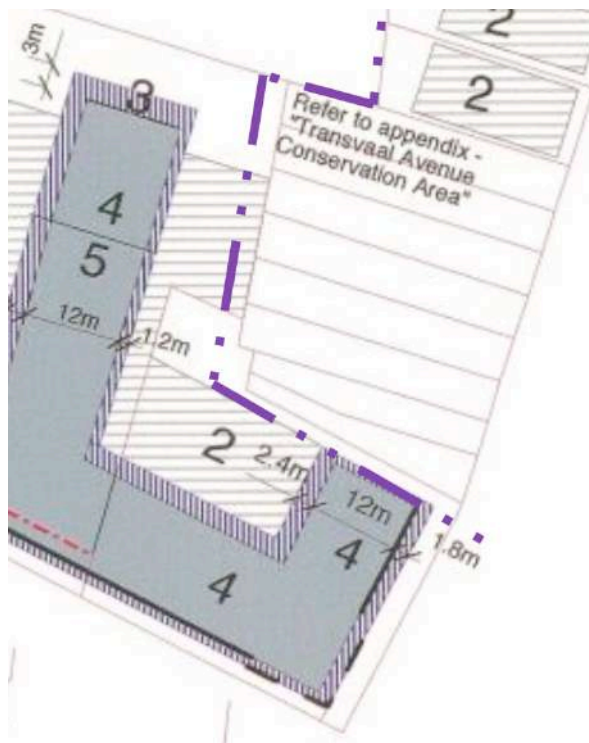 2
3m
2
3
Refer to appendix -
"Transvaal Avenue
Conservation Area"
4
5
12m
1.2m
2
2.4m
12m
4
1.8m
4